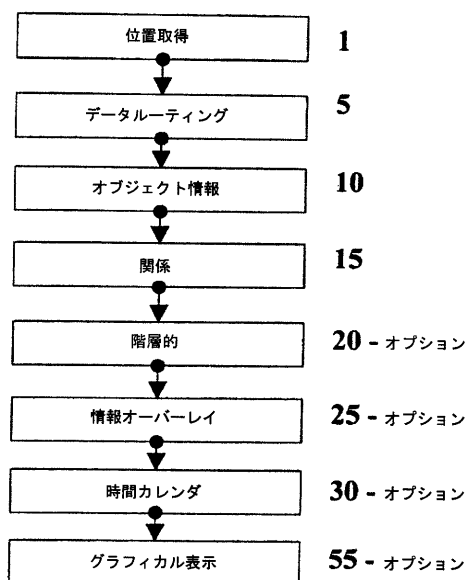 位置取得 1
データルーティング 5
オブジェクト情報 10
関係 15
階層的 20 - オプション
情報オーバーレイ 25 - オプション
時間カレンダ 30 - オプション
グラフィカル表示 55 - オプション